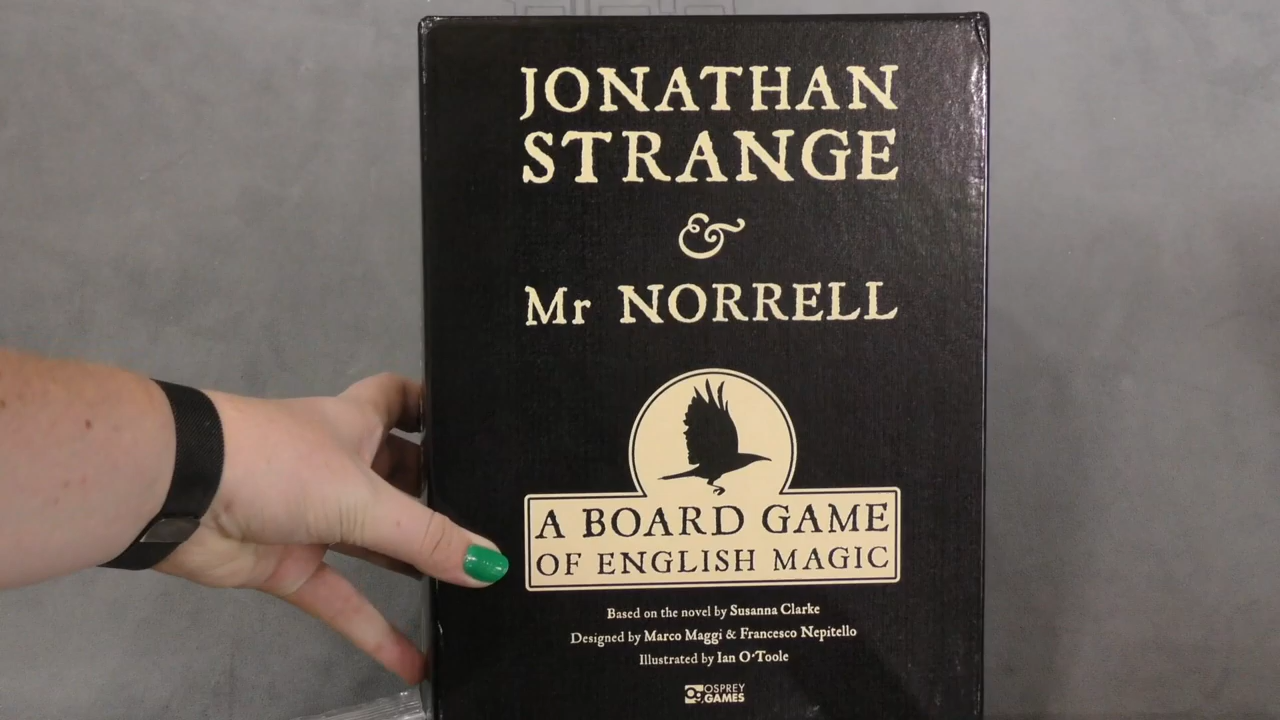 JONATHAN
STRANGE
&
Mr NORRELL
A BOARD GAME
OF ENGLISH MAGIC
Based on the novel by Susanna Clarke
Designed by Marco Maggi & Francesco Nepitello
Illustrated by Ian O'Toole
Og OSPREY
GAMES